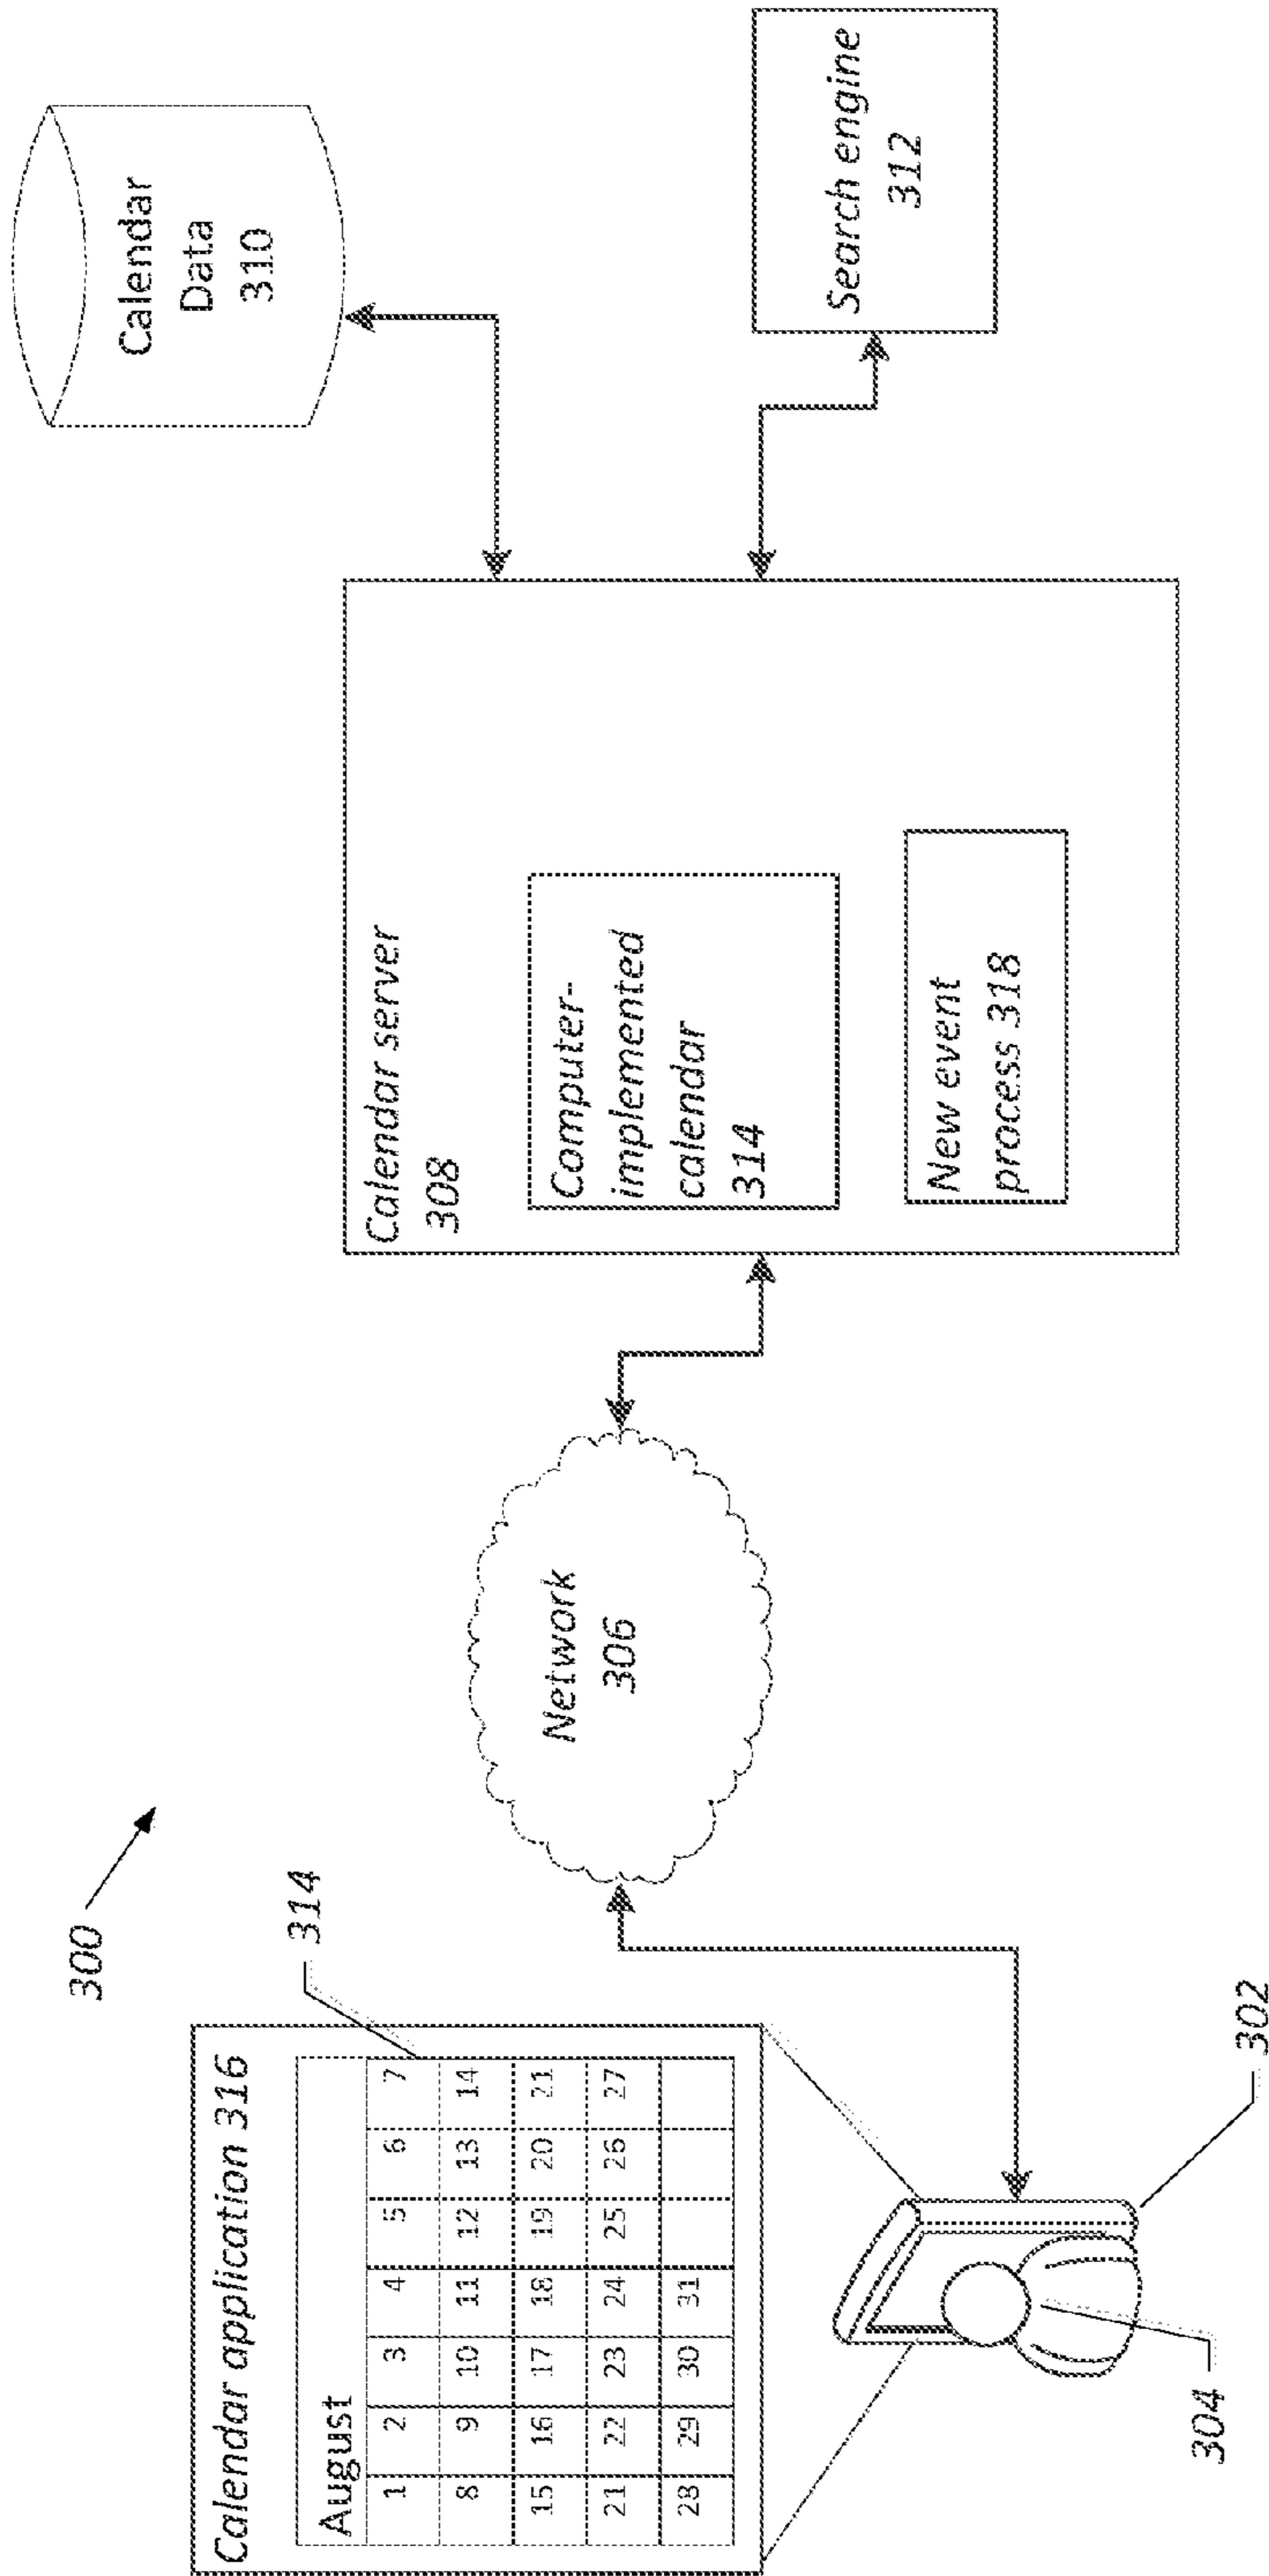 300
Calendar application 316
August
1 2 3 4 5 6 7
8 9 10 11 12 13 14
15 16 17 18 19 20 21
21 22 23 24 25 26 27
28 29 30 31
314
304
302
Network
306
Calendar server
308
Computer-
implemented
calendar
314
New event
process 318
Calendar
Data
310
Search engine
312